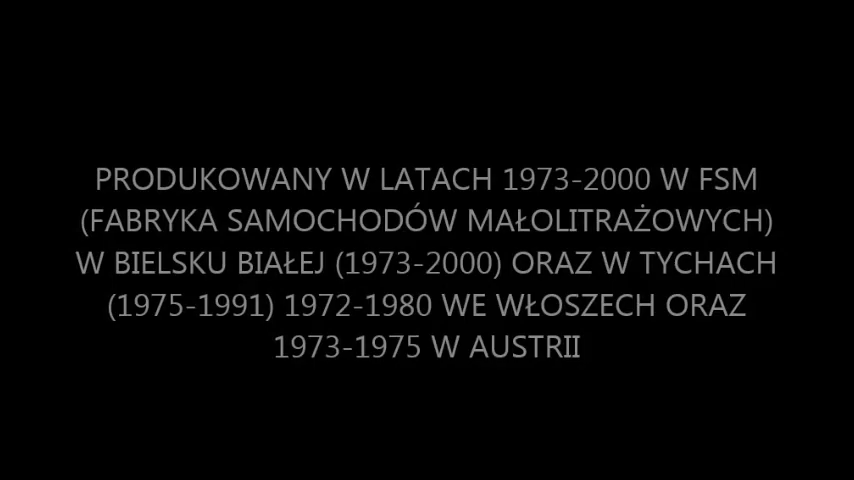 PRODUKOWANY W LATACH 1973-2000 W FSM
(FABRYKA SAMOCHODÓW MAŁOLITRAŻOWYCH)
W BIELSKU BIAŁEJ (1973-2000) ORAZ W TYCHACH
(1975-1991) 1972-1980 WE WŁOSZECH ORAZ
1973-1975 W AUSTRII